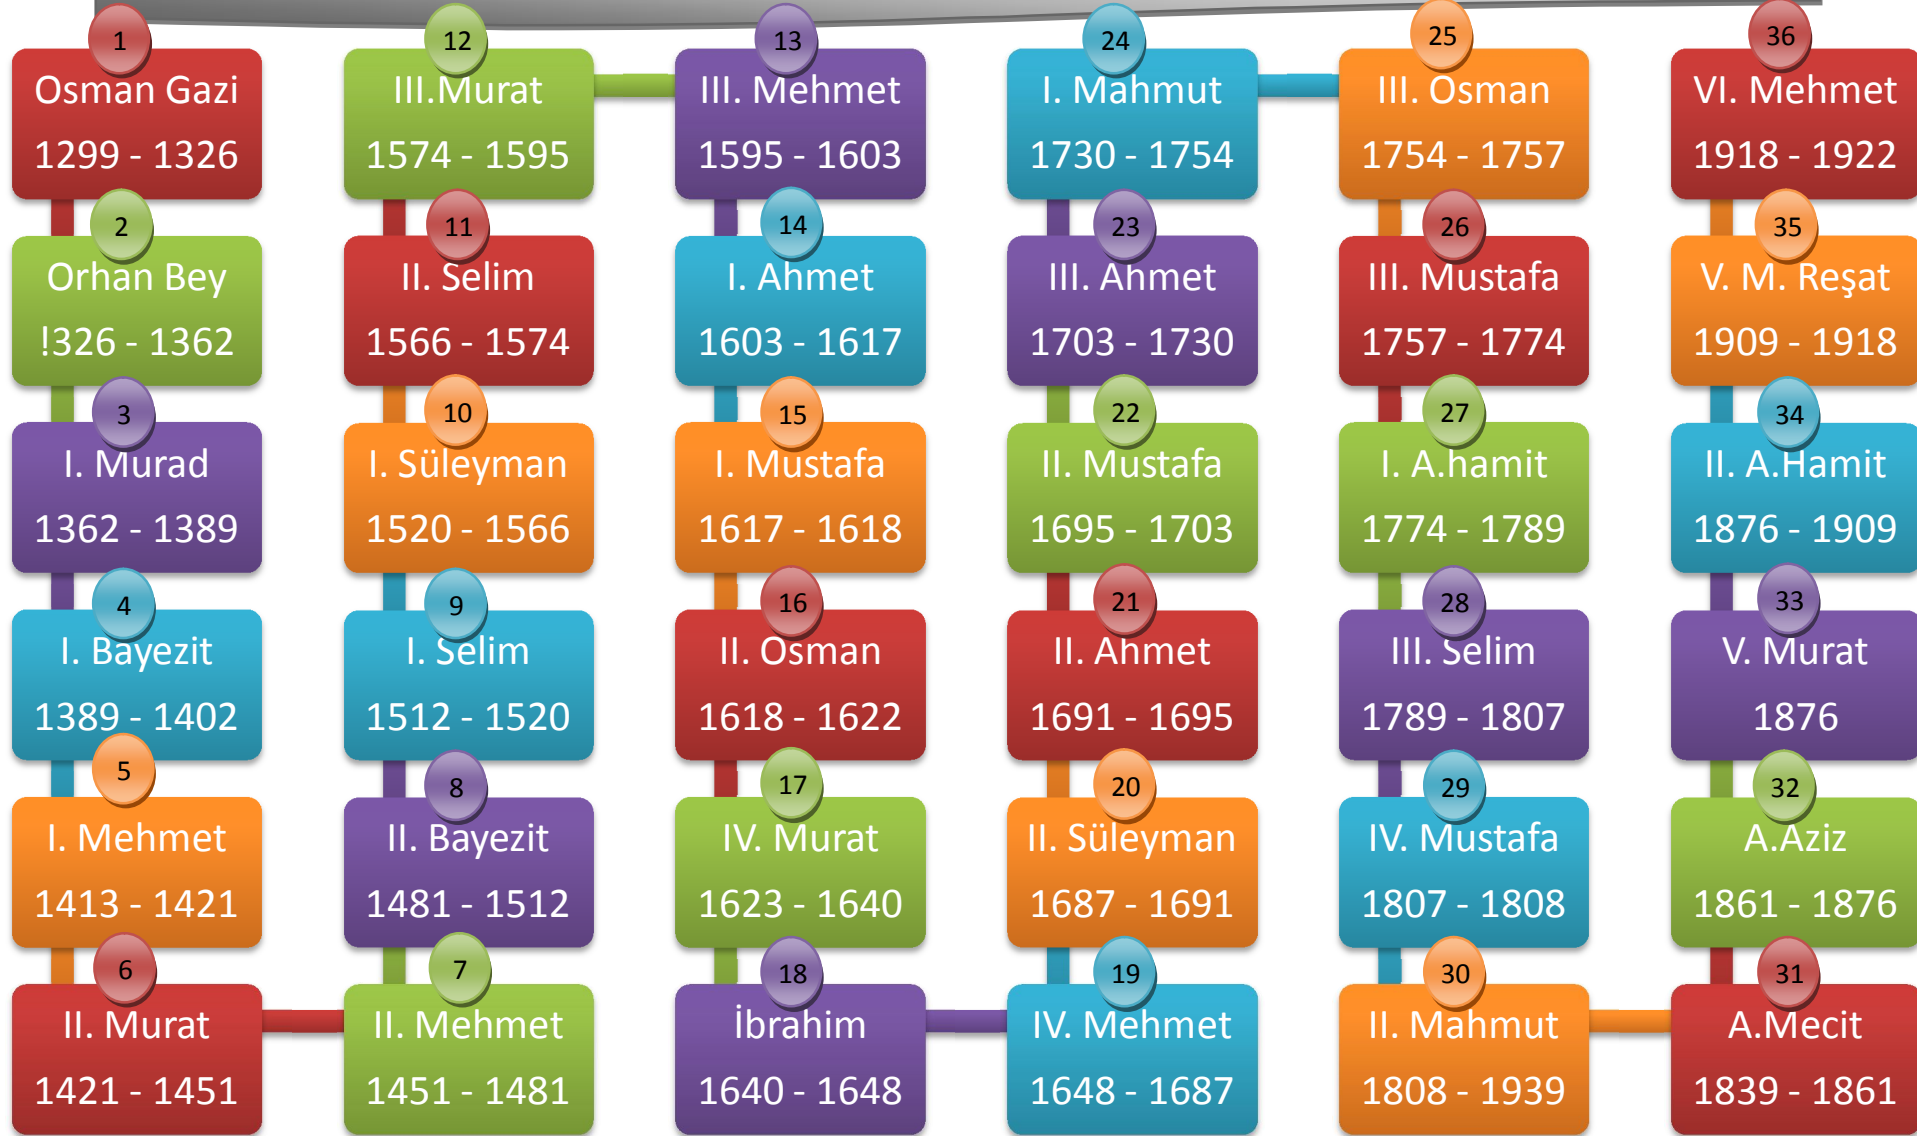 1
Osman Gazi
1299 - 1326
2
Orhan Bey
!326 - 1362
3
I. Murad
1362 - 1389
4
I. Bayezit
1389 - 1402
5
I. Mehmet
1413 - 1421
6
II. Murat
1421 - 1451
7
II. Mehmet
1451 - 1481
8
II. Bayezit
1481 - 1512
9
I. Selim
1512 - 1520
10
I. Süleyman
1520 - 1566
11
II. Selim
1566 - 1574
12
III.Murat
1574 - 1595
13
III. Mehmet
1595 - 1603
14
I. Ahmet
1603 - 1617
15
I. Mustafa
1617 - 1618
16
II. Osman
1618 - 1622
17
IV. Murat
1623 - 1640
18
İbrahim
1640 - 1648
19
IV. Mehmet
1648 - 1687
20
II. Süleyman
1687 - 1691
21
II. Ahmet
1691 - 1695
22
II. Mustafa
1695 - 1703
23
III. Ahmet
1703 - 1730
24
I. Mahmut
1730 - 1754
25
III. Osman
1754 - 1757
26
III. Mustafa
1757 - 1774
27
I. A.hamit
1774 - 1789
28
III. Selim
1789 - 1807
29
IV. Mustafa
1807 - 1808
30
II. Mahmut
1808 - 1939
31
A.Mecit
1839 - 1861
32
A.Aziz
1861 - 1876
33
V. Murat
1876
34
II. A.Hamit
1876 - 1909
35
V. M. Reşat
1909 - 1918
36
VI. Mehmet
1918 - 1922